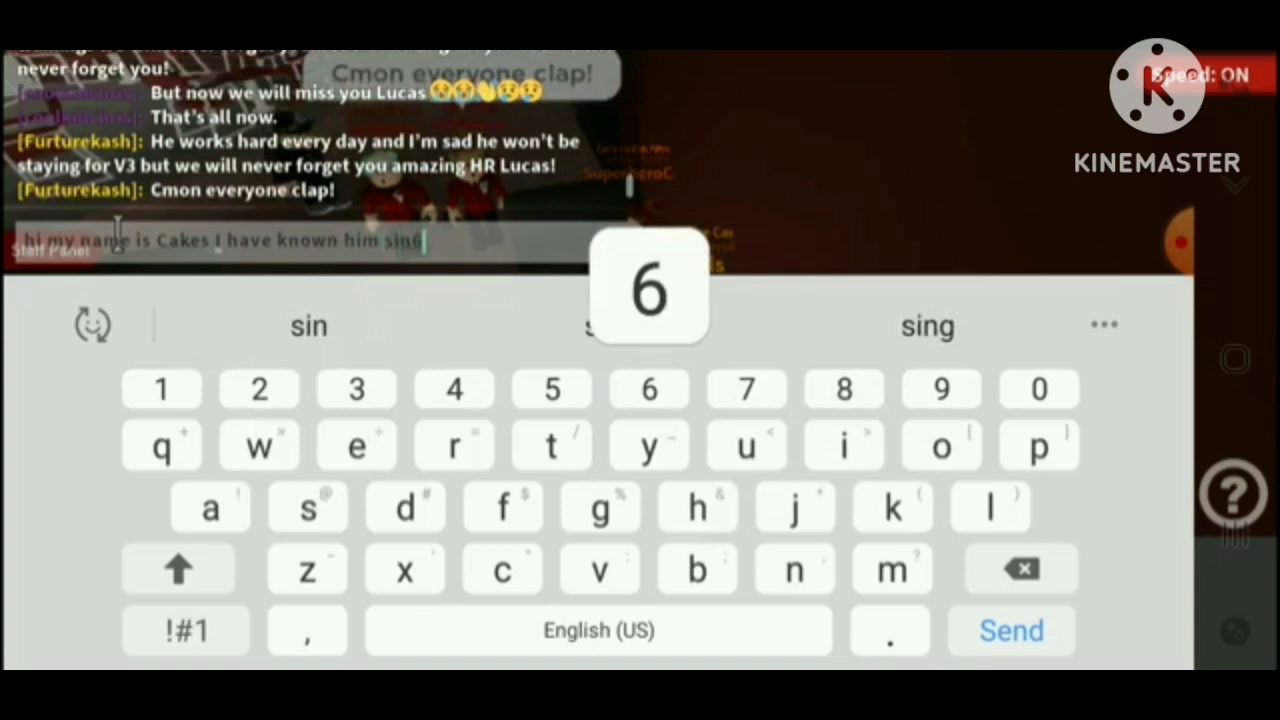 never forget you!
Cmon everyone clap!
Speed: ON
But now we will miss you Lucas 😢😢👏😢😢
That's all now.
[Furturekash]: He works hard every day and I'm sad he won't be
staying for V3 but we will never forget you amazing HR Lucas!
[Furturekash]: Cmon everyone clap!
KINEMASTER
SuperheroC
hi my name is Cakes I have known him sin6
Staff Panel
6
sin
sing
•••
1 2 3 4 5 6 7 8 9 0
q w e r t y u i o p
a s d f g h j k l
z x c v b n m
!#1 , English (US) . Send
?